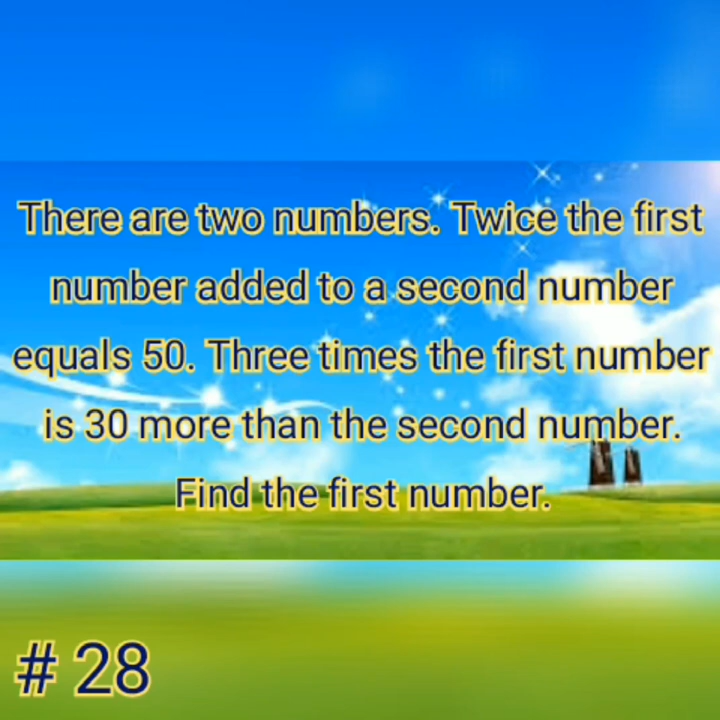 There are two numbers. Twice the first
number added to a second number
equals 50. Three times the first number
is 30 more than the second number.
Find the first number.
# 28